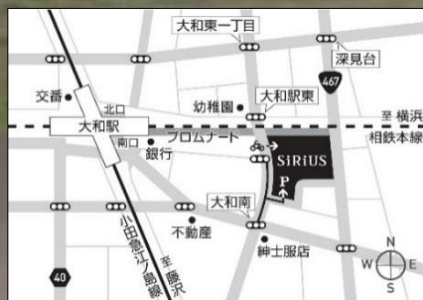 大和東一丁目
深見台
467
交番
北口
幼稚園
大和駅東
至 横浜
大和駅
プロムナード
相鉄本線
南口
銀行
SiRiUS
P
大和南
不動産
紳士服店
小田急江ノ島線
至 藤沢
40
N
W
E
S